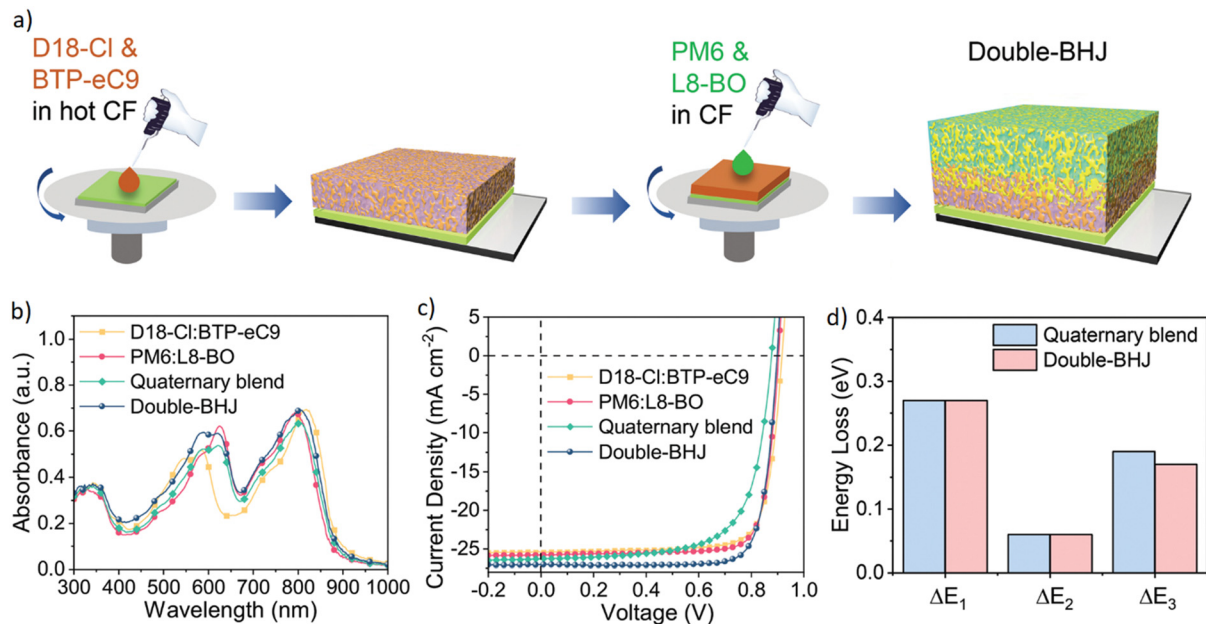 a)
D18-Cl &
BTP-eC9
in hot CF
PM6 &
L8-BO
in CF
Double-BHJ
b)
1.0
0.8
0.6
0.4
0.2
0.0
Absorbance (a.u.)
D18-Cl:BTP-eC9
PM6:L8-BO
Quaternary blend
Double-BHJ
300 400 500 600 700 800 900 1000
Wavelength (nm)
c)
5
0
-5
-10
-15
-20
-25
Current Density (mA cm⁻²)
D18-Cl:BTP-eC9
PM6:L8-BO
Quaternary blend
Double-BHJ
-0.2 0.0 0.2 0.4 0.6 0.8 1.0
Voltage (V)
d)
0.4
0.3
0.2
0.1
0.0
Energy Loss (eV)
Quaternary blend
Double-BHJ
ΔE₁ ΔE₂ ΔE₃